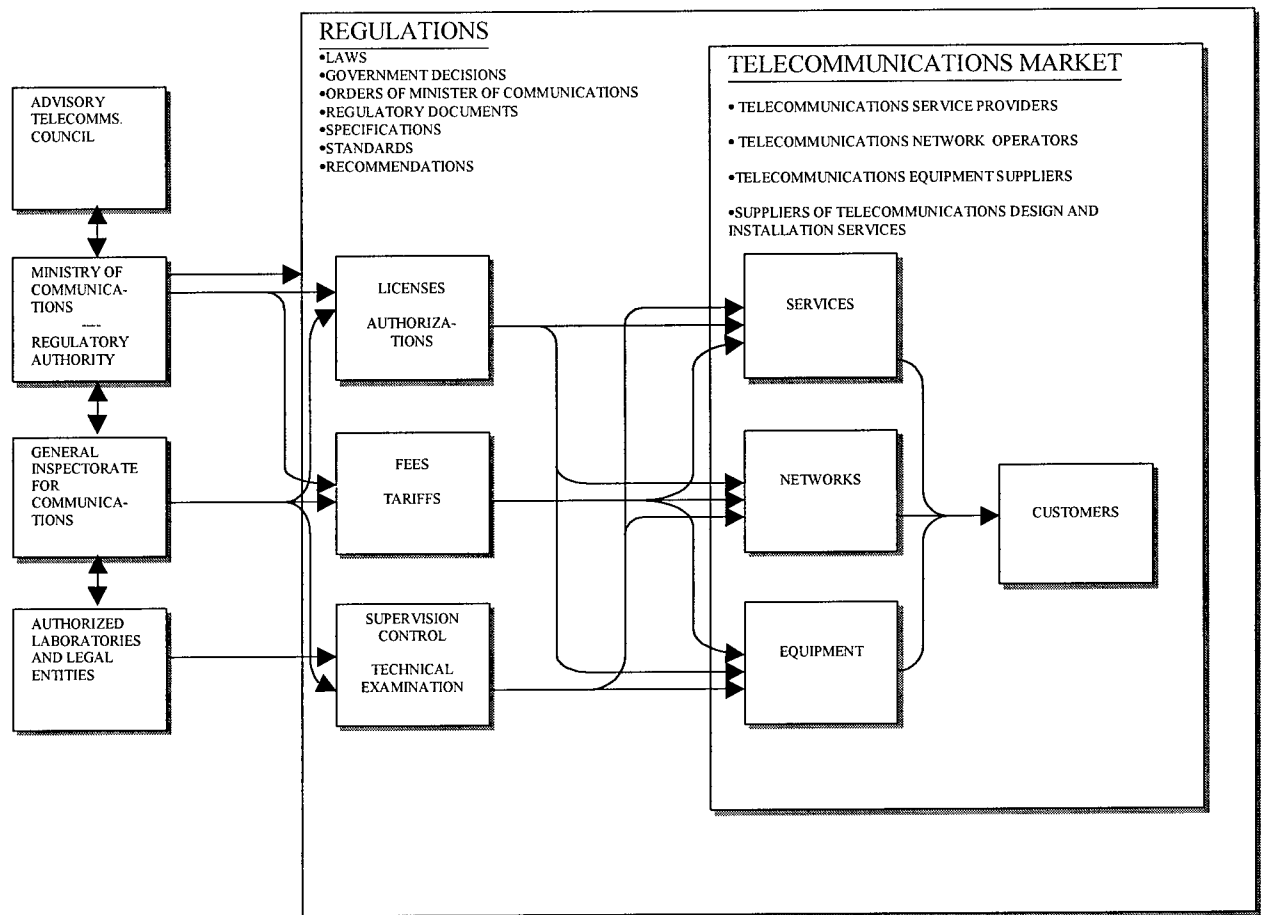 REGULATIONS
•LAWS
•GOVERNMENT DECISIONS
•ORDERS OF MINISTER OF COMMUNICATIONS
•REGULATORY DOCUMENTS
•SPECIFICATIONS
•STANDARDS
•RECOMMENDATIONS
TELECOMMUNICATIONS MARKET
• TELECOMMUNICATIONS SERVICE PROVIDERS
• TELECOMMUNICATIONS NETWORK OPERATORS
•TELECOMMUNICATIONS EQUIPMENT SUPPLIERS
•SUPPLIERS OF TELECOMMUNICATIONS DESIGN AND
INSTALLATION SERVICES
ADVISORY
TELECOMMS.
COUNCIL
MINISTRY OF
COMMUNICA-
TIONS
----
REGULATORY
AUTHORITY
GENERAL
INSPECTORATE
FOR
COMMUNICA-
TIONS
AUTHORIZED
LABORATORIES
AND LEGAL
ENTITIES
LICENSES
AUTHORIZA-
TIONS
FEES
TARIFFS
SUPERVISION
CONTROL
TECHNICAL
EXAMINATION
SERVICES
NETWORKS
EQUIPMENT
CUSTOMERS